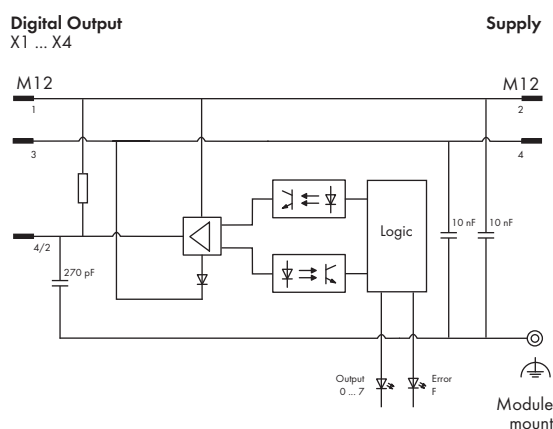 Digital Output
X1 ... X4
Supply
M12
M12
1
2
3
4
Logic
10 nF
10 nF
4/2
270 pF
Output
0 ... 7
Error
F
Module
mount